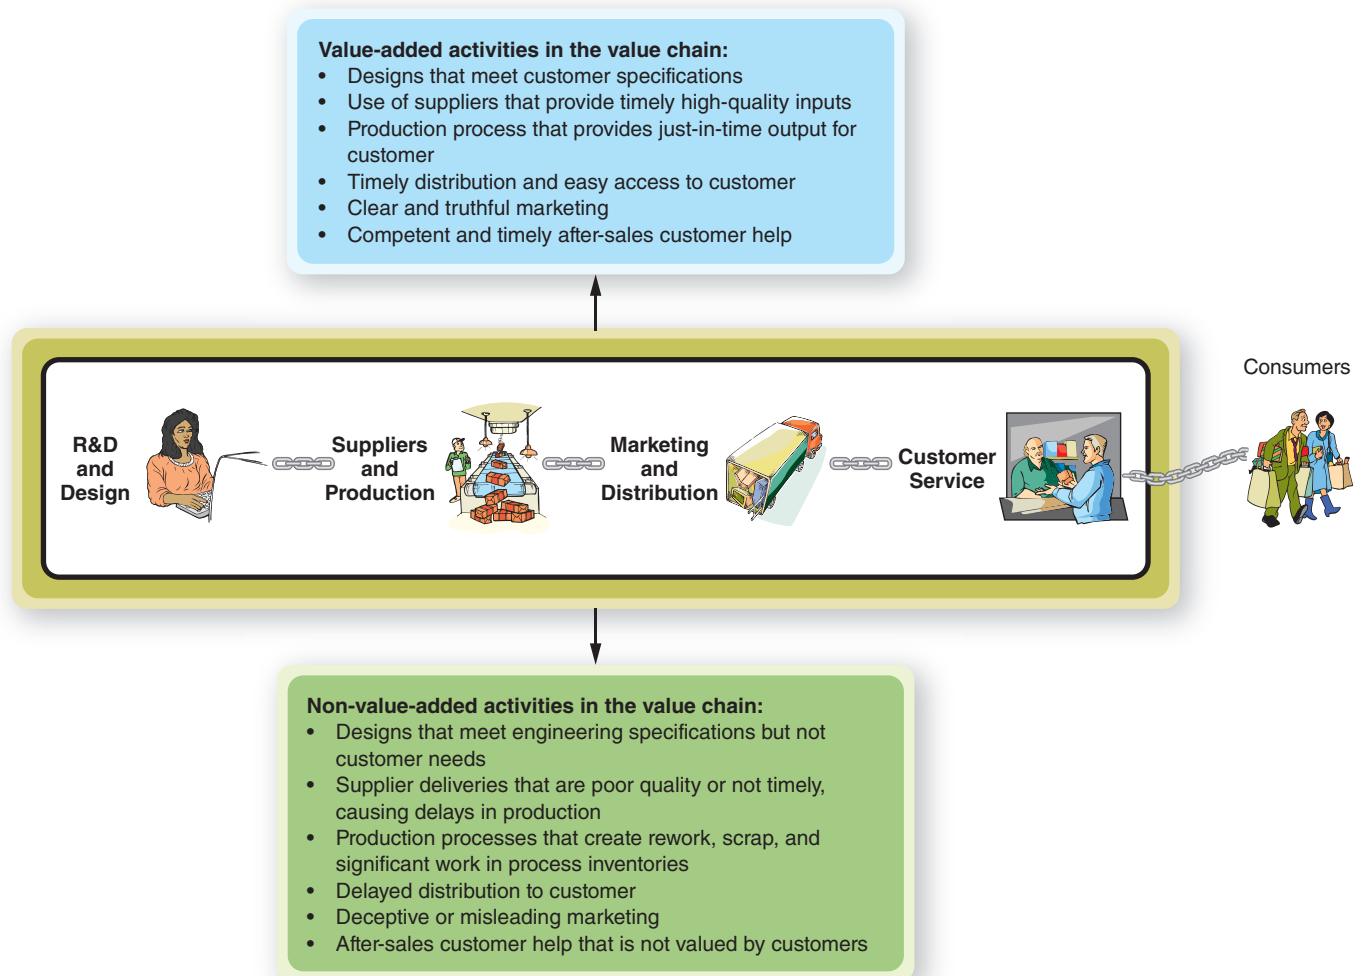 Value-added activities in the value chain:
• Designs that meet customer specifications
• Use of suppliers that provide timely high-quality inputs
• Production process that provides just-in-time output for
customer
• Timely distribution and easy access to customer
• Clear and truthful marketing
• Competent and timely after-sales customer help
Consumers
R&D
and
Design
Suppliers
and
Production
Marketing
and
Distribution
Customer
Service
Non-value-added activities in the value chain:
• Designs that meet engineering specifications but not
customer needs
• Supplier deliveries that are poor quality or not timely,
causing delays in production
• Production processes that create rework, scrap, and
significant work in process inventories
• Delayed distribution to customer
• Deceptive or misleading marketing
• After-sales customer help that is not valued by customers